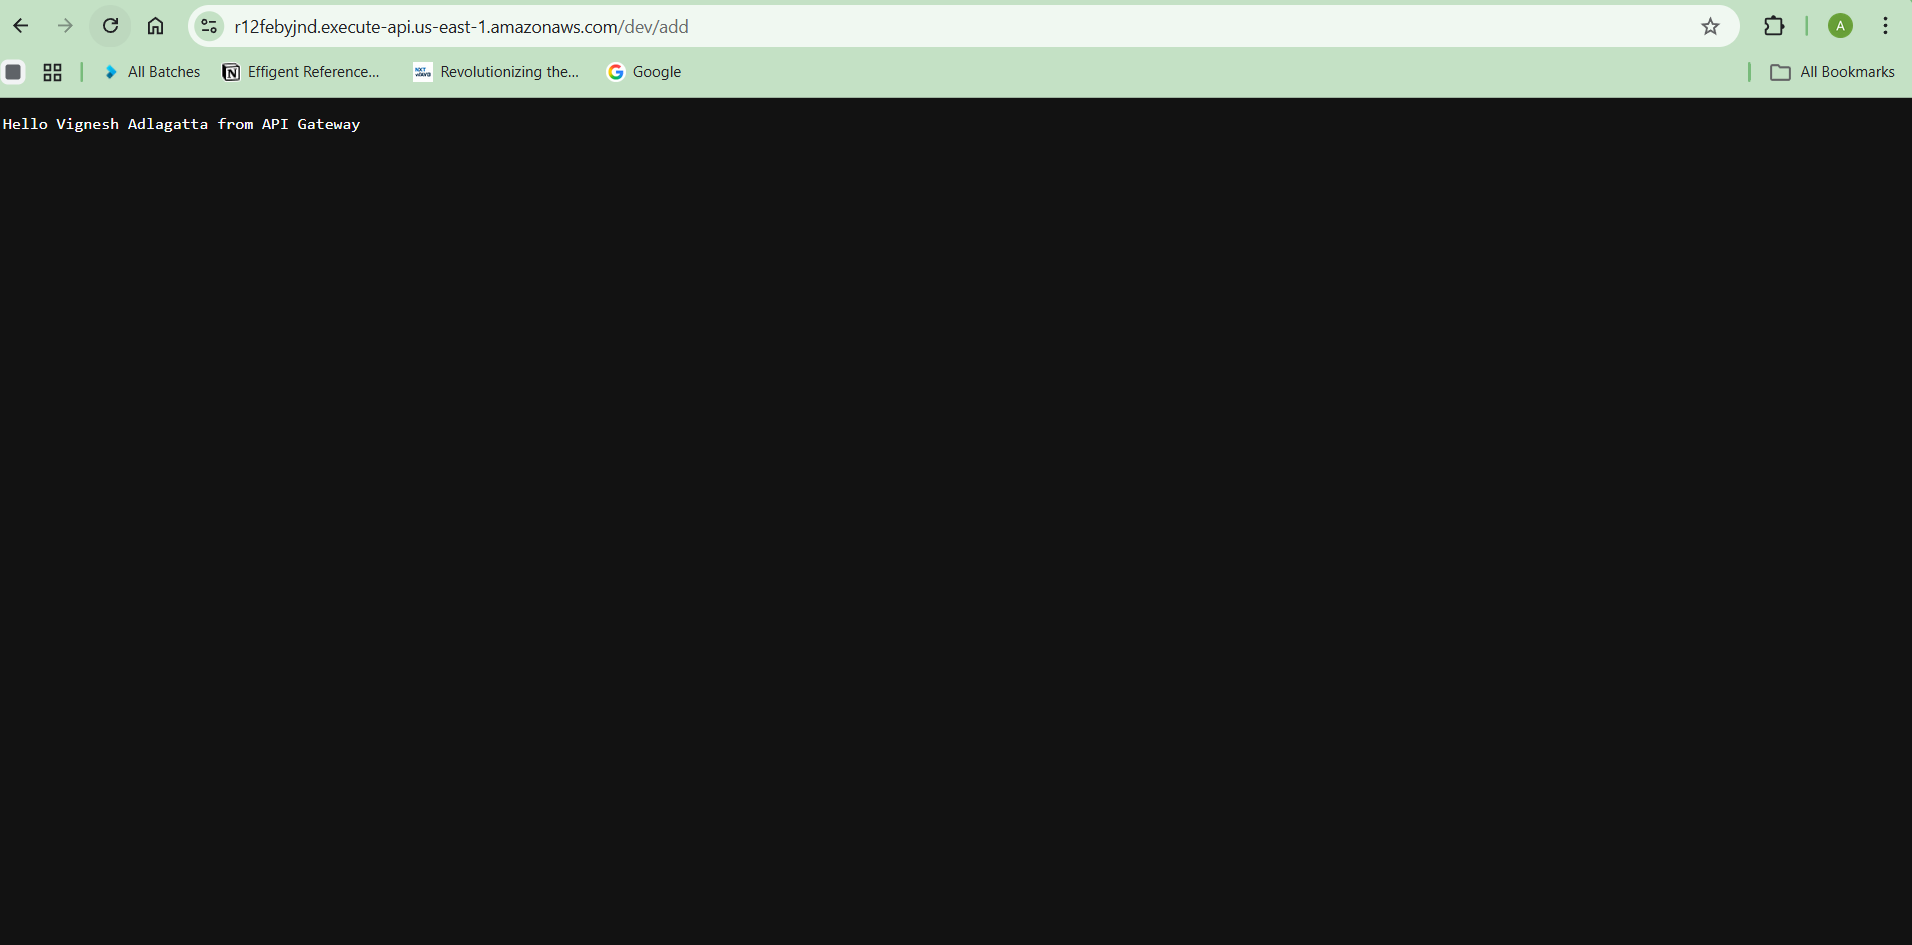 r12febyjnd.execute-api.us-east-1.amazonaws.com/dev/add
A
All Batches Effigent Reference... Revolutionizing the... Google All Bookmarks
Hello Vignesh Adlagatta from API Gateway